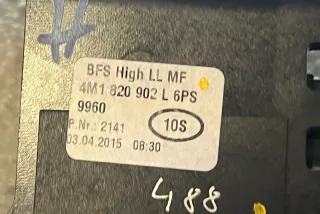 BFS High LL MF
4M1 820 902 L 6PS
9960
P.Nr.: 2141
10S
03.04.2015 08:30
488